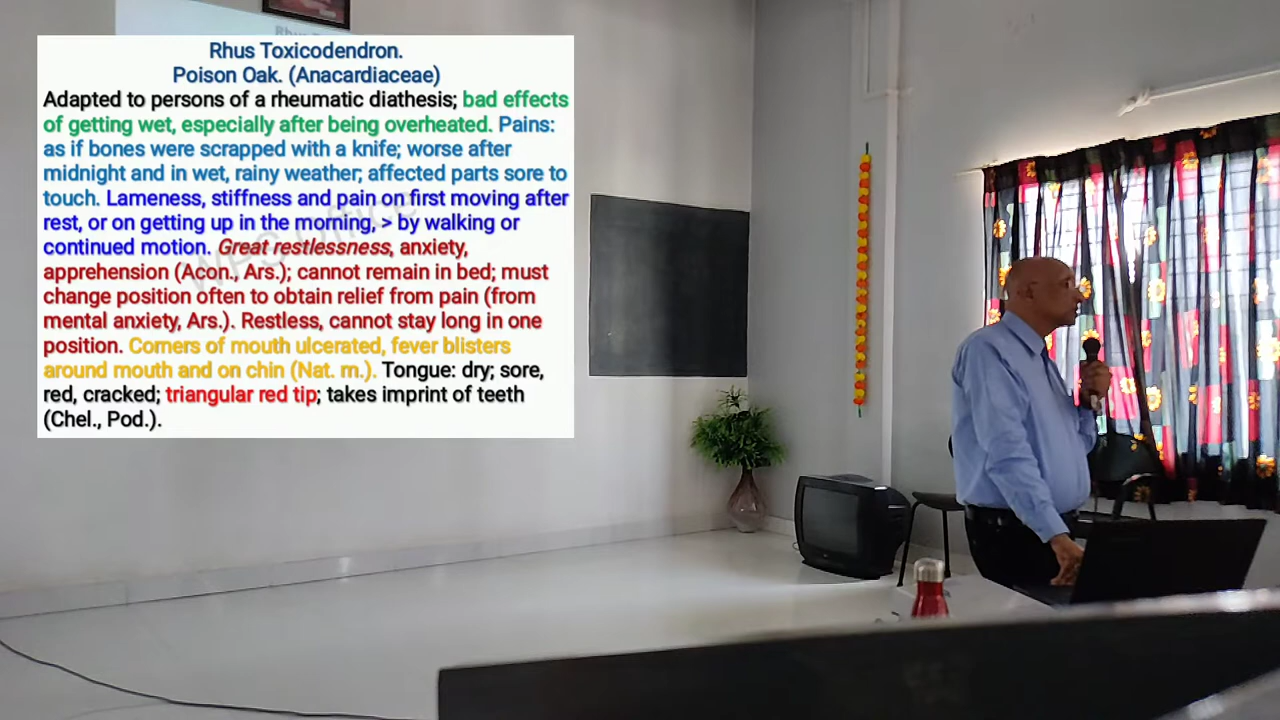 Rhus Toxicodendron.
Poison Oak. (Anacardiaceae)
Adapted to persons of a rheumatic diathesis; bad effects
of getting wet, especially after being overheated. Pains:
as if bones were scrapped with a knife; worse after
midnight and in wet, rainy weather; affected parts sore to
touch. Lameness, stiffness and pain on first moving after
rest, or on getting up in the morning, > by walking or
continued motion. Great restlessness, anxiety,
apprehension (Acon., Ars.); cannot remain in bed; must
change position often to obtain relief from pain (from
mental anxiety, Ars.). Restless, cannot stay long in one
position. Corners of mouth ulcerated, fever blisters
around mouth and on chin (Nat. m.). Tongue: dry; sore,
red, cracked; triangular red tip; takes imprint of teeth
(Chel., Pod.).
WPS Office